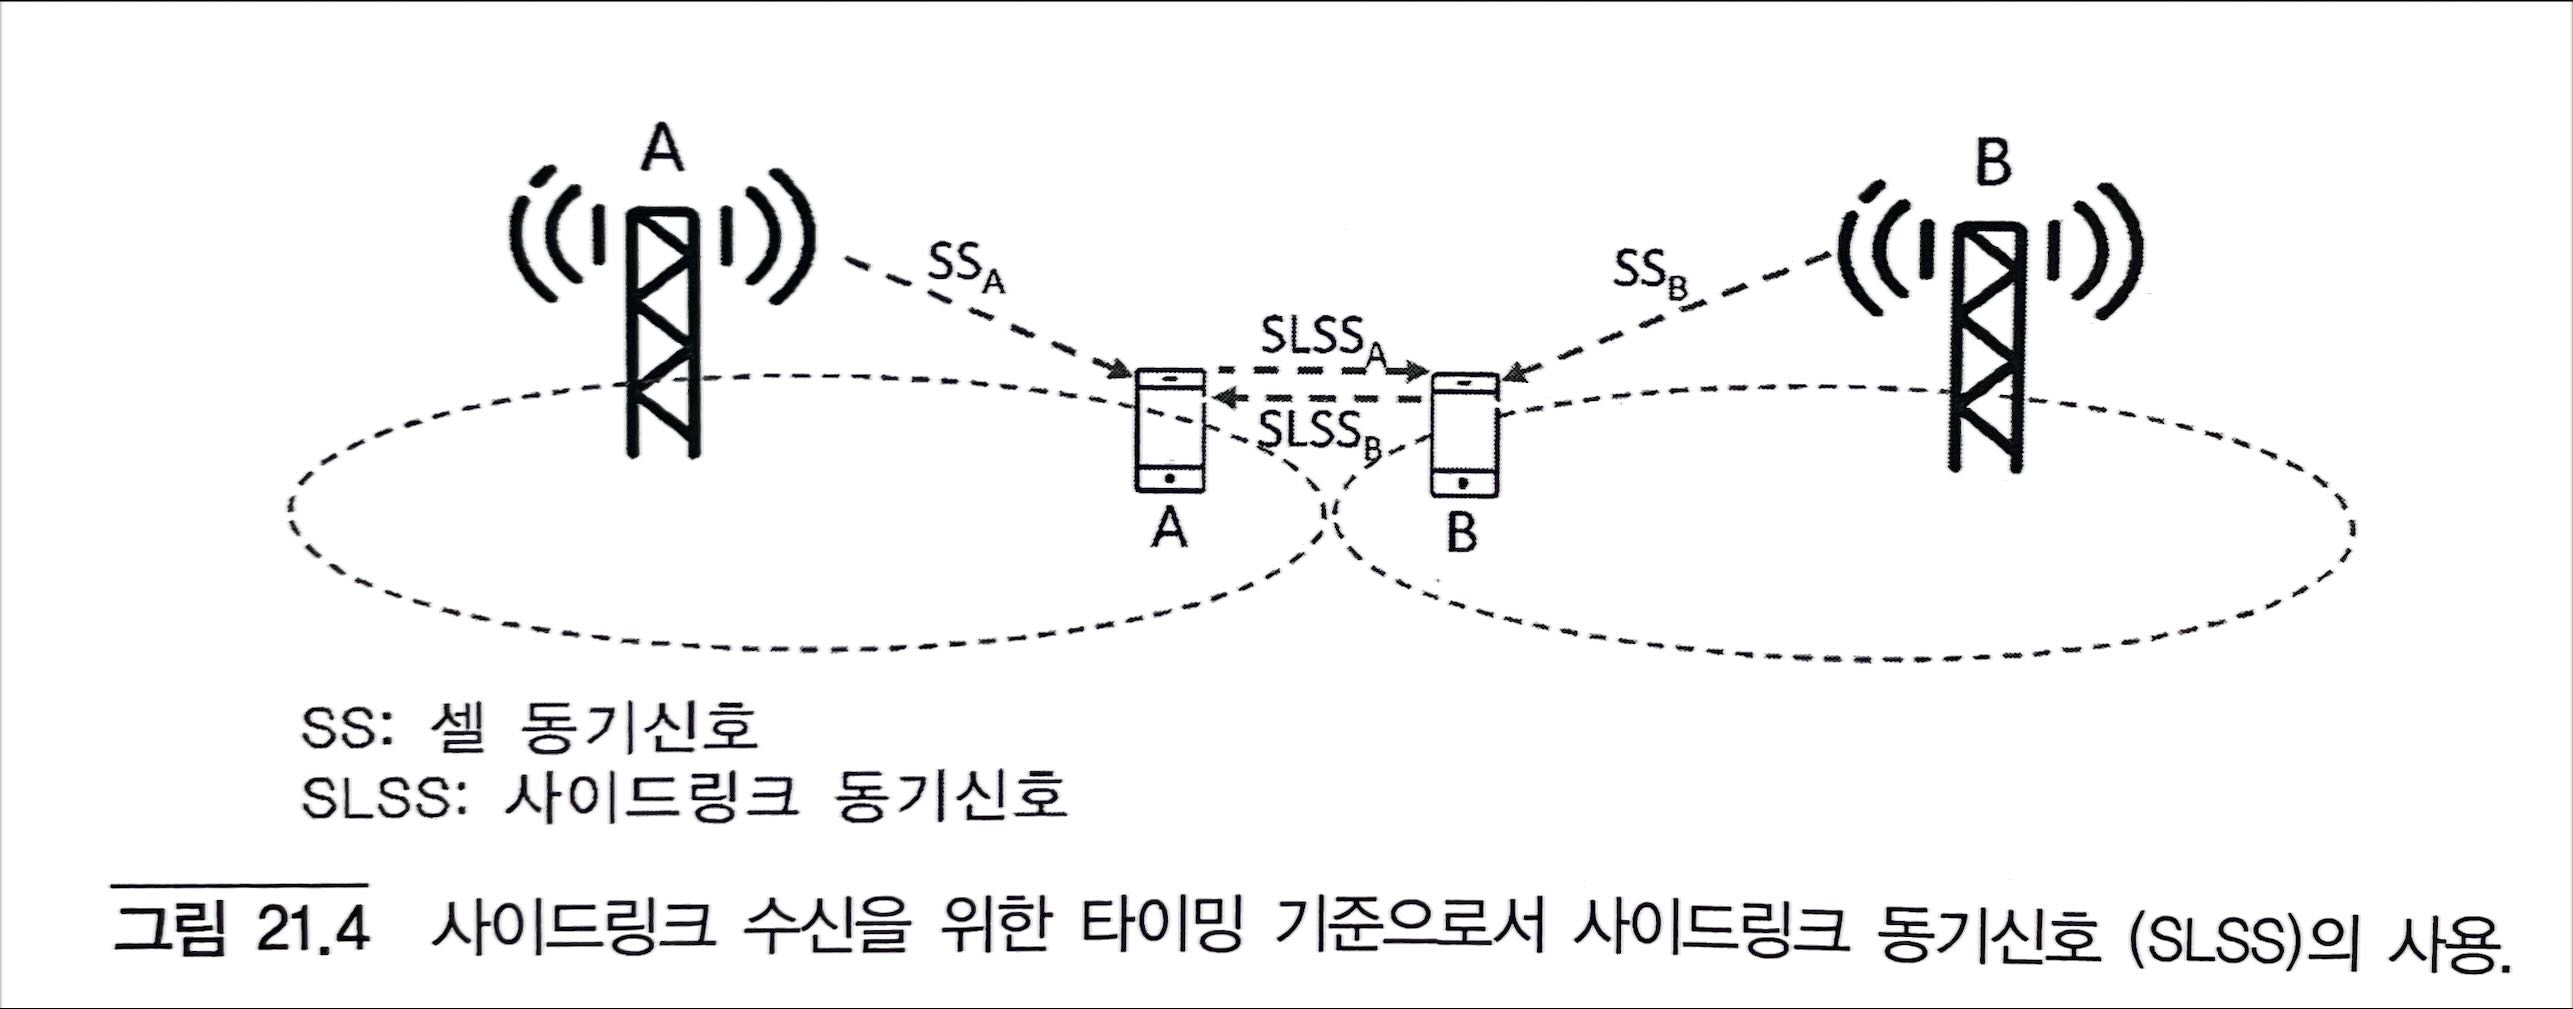 A
B
SS_A
SS_B
SLSS_A
SLSS_B
A
B
SS: 셀 동기신호
SLSS: 사이드링크 동기신호
그림 21.4 사이드링크 수신을 위한 타이밍 기준으로서 사이드링크 동기신호 (SLSS)의 사용.